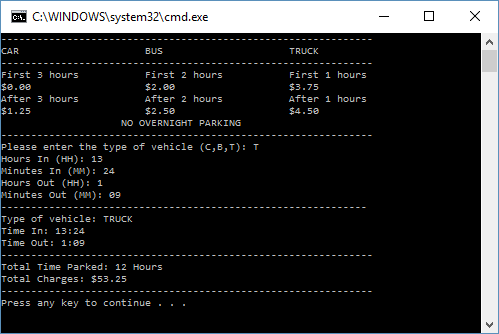 C:\WINDOWS\system32\cmd.exe
CAR BUS TRUCK
First 3 hours First 2 hours First 1 hours
$0.00 $2.00 $3.75
After 3 hours After 2 hours After 1 hours
$1.25 $2.50 $4.50
NO OVERNIGHT PARKING
Please enter the type of vehicle (C,B,T): T
Hours In (HH): 13
Minutes In (MM): 24
Hours Out (HH): 1
Minutes Out (MM): 09
Type of vehicle: TRUCK
Time In: 13:24
Time Out: 1:09
Total Time Parked: 12 Hours
Total Charges: $53.25
Press any key to continue . . .